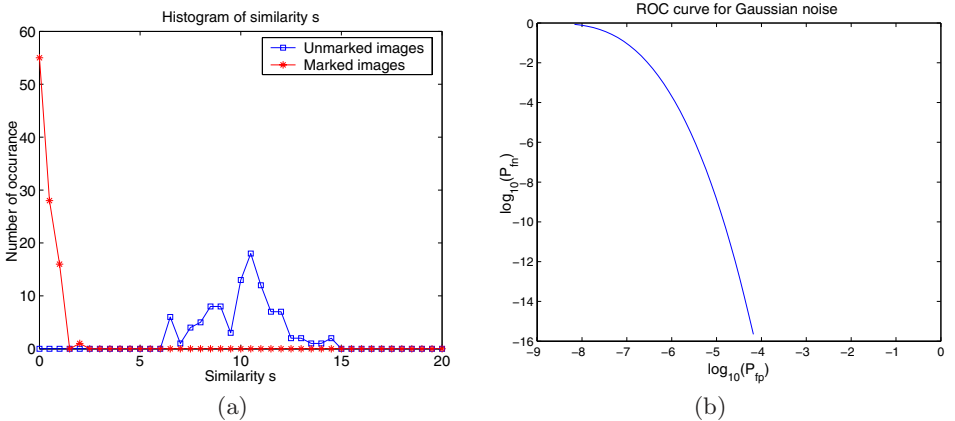 Histogram of similarity s
60
50
40
30
20
10
0
Number of occurance
Unmarked images
Marked images
0 5 10 15 20
Similarity s
(a)
ROC curve for Gaussian noise
0
−2
−4
−6
−8
−10
−12
−14
−16
log10(Pfn)
−9 −8 −7 −6 −5 −4 −3 −2 −1 0
log10(Pfp)
(b)